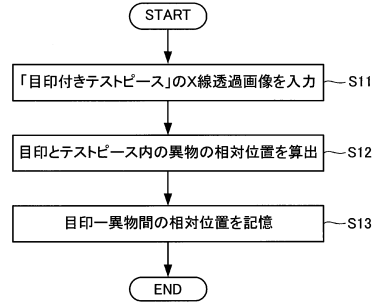 START
「目印付きテストピース」のX線透過画像を入力
S11
目印とテストピース内の異物の相対位置を算出
S12
目印ー異物間の相対位置を記憶
S13
END